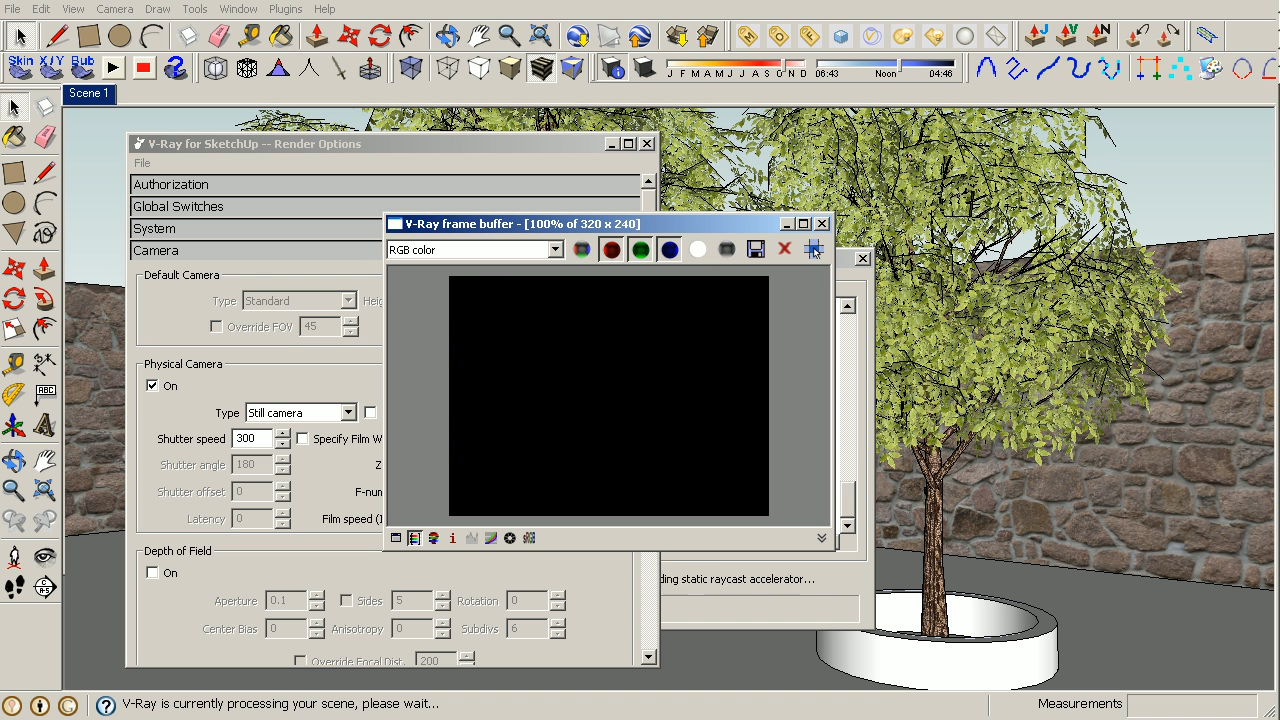 File Edit View Camera Draw Tools Window Plugins Help
Skin X/Y Bub
J F M A M J J A S O N D 06:43 Noon 04:46
Scene 1
V-Ray for SketchUp -- Render Options
File
Authorization
Global Switches
System
Camera
V-Ray frame buffer - [100% of 320 x 240]
RGB color
Default Camera
Type Standard
Override FOV 45
Physical Camera
On
Type Still camera
Shutter speed 300 Specify Film W
Shutter angle 180 Z
Shutter offset 0 F-num
Latency 0 Film speed (I
Depth of Field
On
Aperture 0.1 Sides 5 Rotation 0
Center Bias 0 Anisotropy 0 Subdivs 6
Override Focal Dist. 200
ding static raycast accelerator...
V-Ray is currently processing your scene, please wait...
Measurements